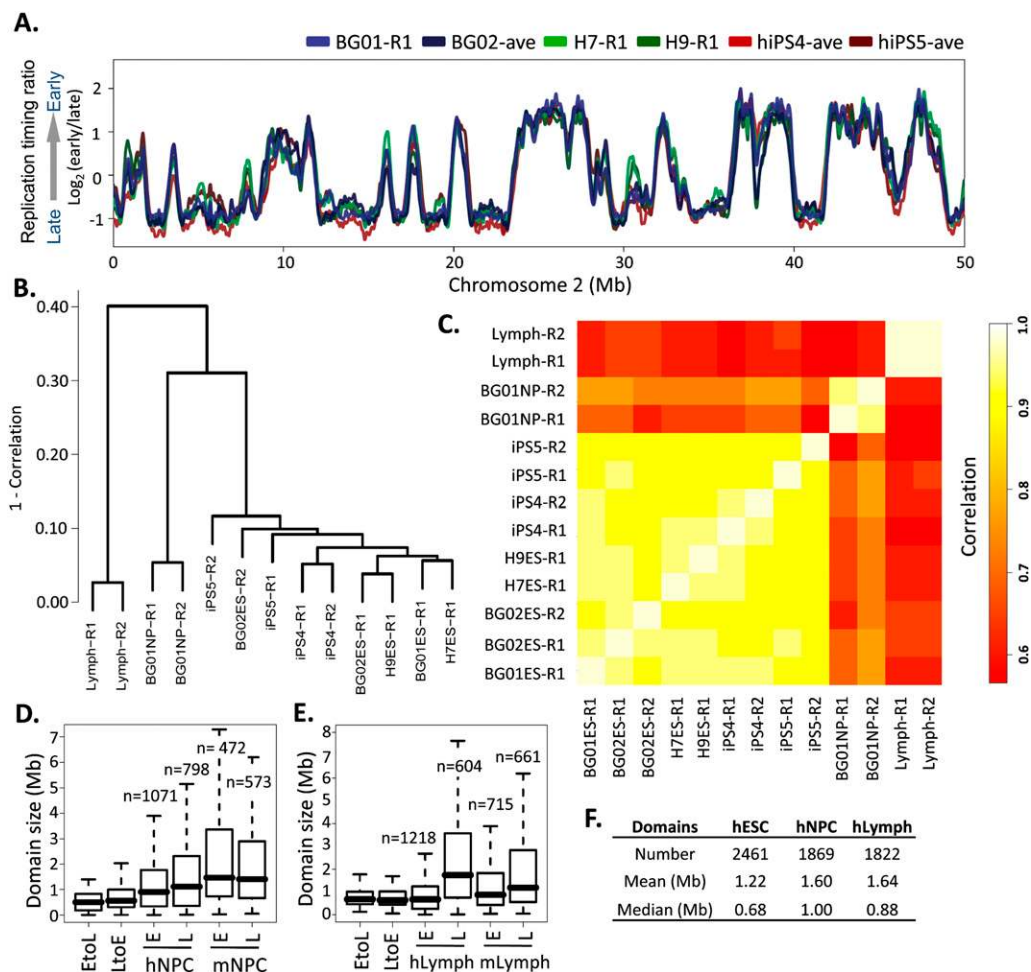 A.
BG01-R1 BG02-ave H7-R1 H9-R1 hiPS4-ave hiPS5-ave
Replication timing ratio
Late Early
Log2 (early/late)
2
1
0
-1
0 10 20 30 40 50
Chromosome 2 (Mb)
B.
1 - Correlation
0.40
0.30
0.20
0.10
0.00
Lymph-R1
Lymph-R2
BG01NP-R1
BG01NP-R2
iPS5-R2
BG02ES-R2
iPS5-R1
iPS4-R1
iPS4-R2
BG02ES-R1
H9ES-R1
BG01ES-R1
H7ES-R1
C.
Lymph-R2
Lymph-R1
BG01NP-R2
BG01NP-R1
iPS5-R2
iPS5-R1
iPS4-R2
iPS4-R1
H9ES-R1
H7ES-R1
BG02ES-R2
BG02ES-R1
BG01ES-R1
BG01ES-R1
BG02ES-R1
BG02ES-R2
H7ES-R1
H9ES-R1
iPS4-R1
iPS4-R2
iPS5-R1
iPS5-R2
BG01NP-R1
BG01NP-R2
Lymph-R1
Lymph-R2
Correlation
1.0
0.9
0.8
0.7
0.6
D.
Domain size (Mb)
7
6
5
4
3
2
1
0
n=1071
n=798
n= 472
n=573
EtoL LtoE E L E L
hNPC mNPC
E.
Domain size (Mb)
8
6
4
2
0
n=1218
n=604
n=715
n=661
EtoL LtoE E L E L
hLymph mLymph
F.
Domains hESC hNPC hLymph
Number 2461 1869 1822
Mean (Mb) 1.22 1.60 1.64
Median (Mb) 0.68 1.00 0.88